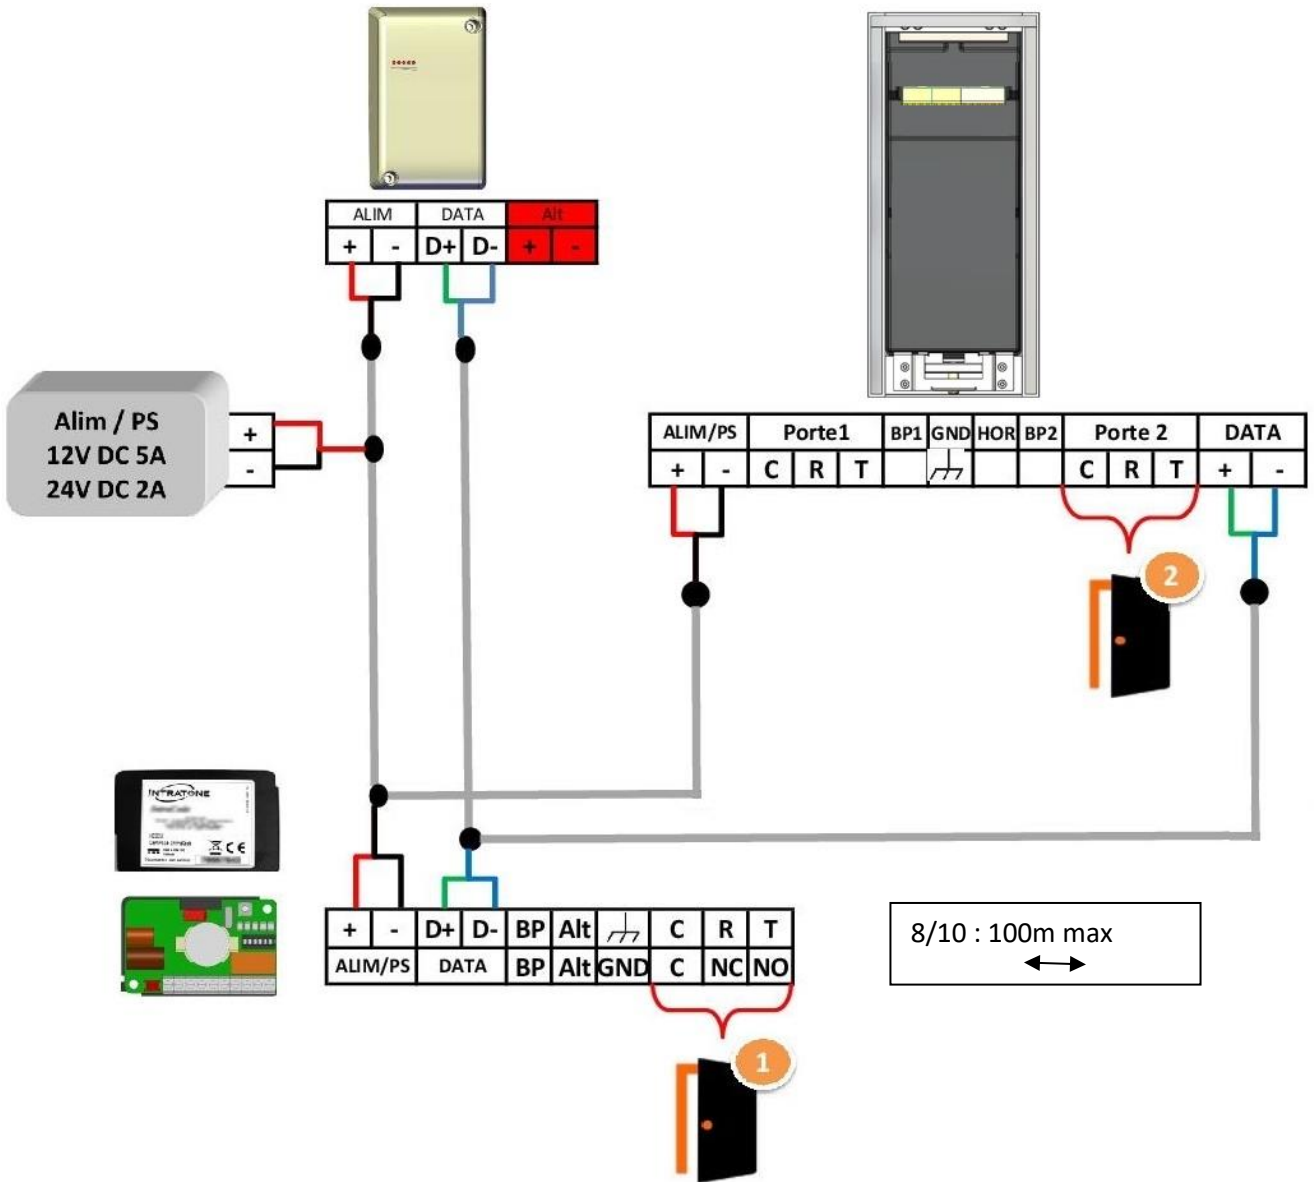 ALIM DATA Alt
+ - D+ D- + -
Alim / PS
12V DC 5A
24V DC 2A
+
-
ALIM/PS Porte1 BP1 GND HOR BP2 Porte 2 DATA
+ - C R T C R T + -
2
INTRATONE
CE
+ - D+ D- BP Alt C R T
ALIM/PS DATA BP Alt GND C NC NO
8/10 : 100m max
1